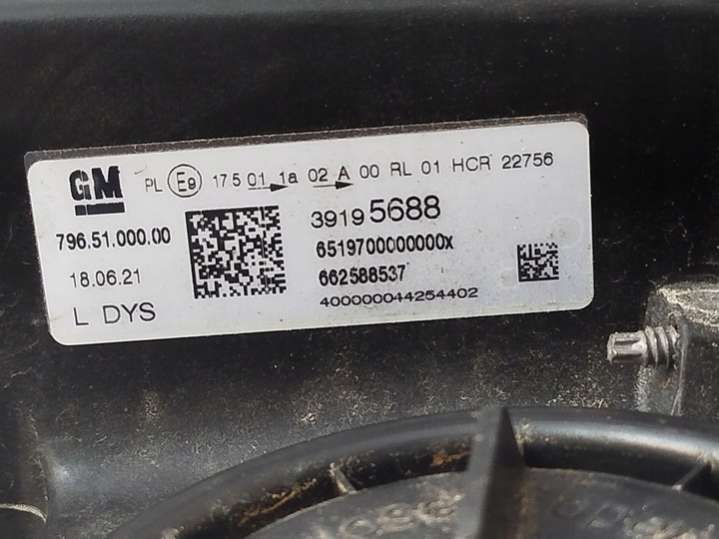 GM PL E9 17 5 01 1a 02 A 00 RL 01 HCR 22756
796.51.000.00
39195688
6519700000000X
18.06.21
662588537
L DYS
400000044254402